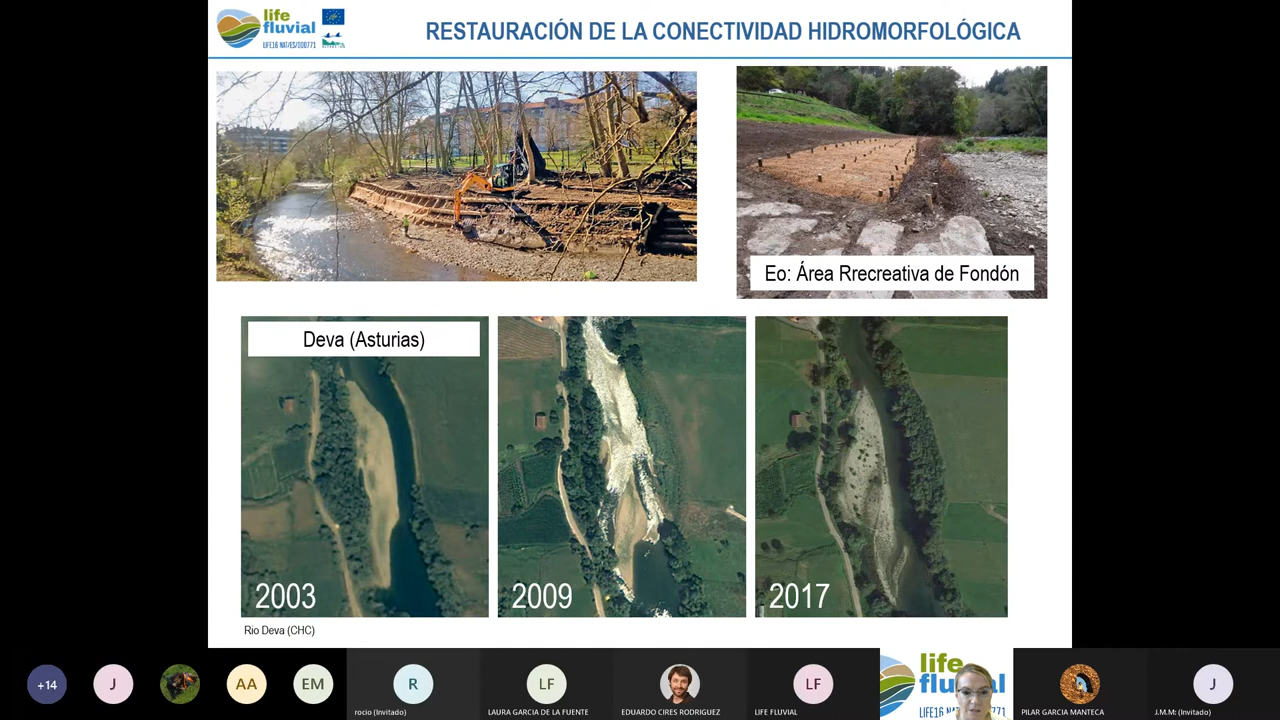 life
fluvial
LIFE16 NAT/ES/000771
RESTAURACIÓN DE LA CONECTIVIDAD HIDROMORFOLÓGICA
Eo: Área Rrecreativa de Fondón
Deva (Asturias)
2003
2009
2017
Rio Deva (CHC)
+14
J
AA
EM
R
rocio (Invitado)
LF
LAURA GARCIA DE LA FUENTE
EDUARDO CIRES RODRIGUEZ
LF
LIFE FLUVIAL
life
fluvial
LIFE16 NAT/ES/000771
PILAR GARCIA MANTECA
J
J.M.M: (Invitado)